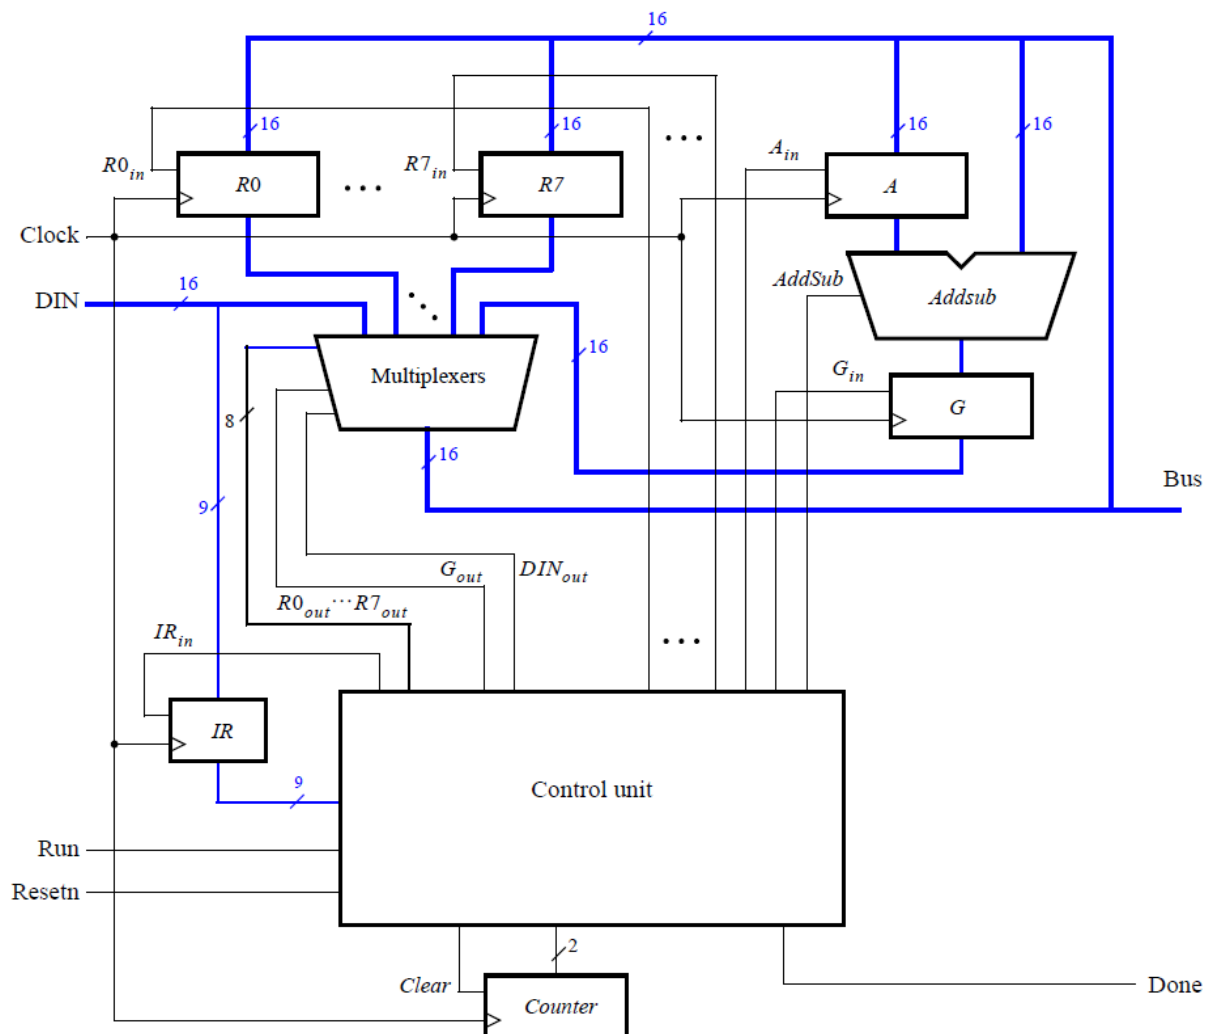 16
16
16
16
16
R0in
R0
...
R7in
R7
...
Ain
A
Clock
DIN
16
AddSub
Addsub
Multiplexers
16
Gin
G
8
16
Bus
9
Gout
DINout
R0out...R7out
IRin
...
IR
9
Control unit
Run
Resetn
2
Clear
Counter
Done